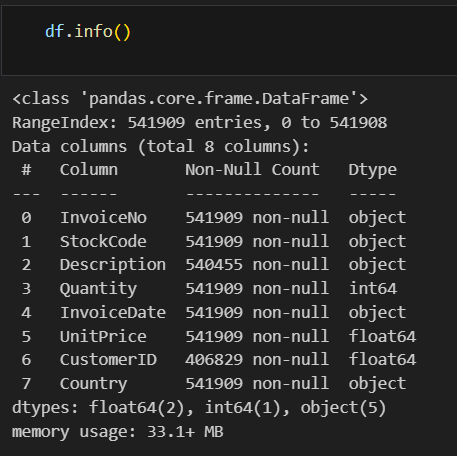 df.info()
<class 'pandas.core.frame.DataFrame'>
RangeIndex: 541909 entries, 0 to 541908
Data columns (total 8 columns):
 #   Column       Non-Null Count   Dtype
---  ------       --------------   -----
 0   InvoiceNo    541909 non-null  object
 1   StockCode    541909 non-null  object
 2   Description  540455 non-null  object
 3   Quantity     541909 non-null  int64
 4   InvoiceDate  541909 non-null  object
 5   UnitPrice    541909 non-null  float64
 6   CustomerID   406829 non-null  float64
 7   Country      541909 non-null  object
dtypes: float64(2), int64(1), object(5)
memory usage: 33.1+ MB